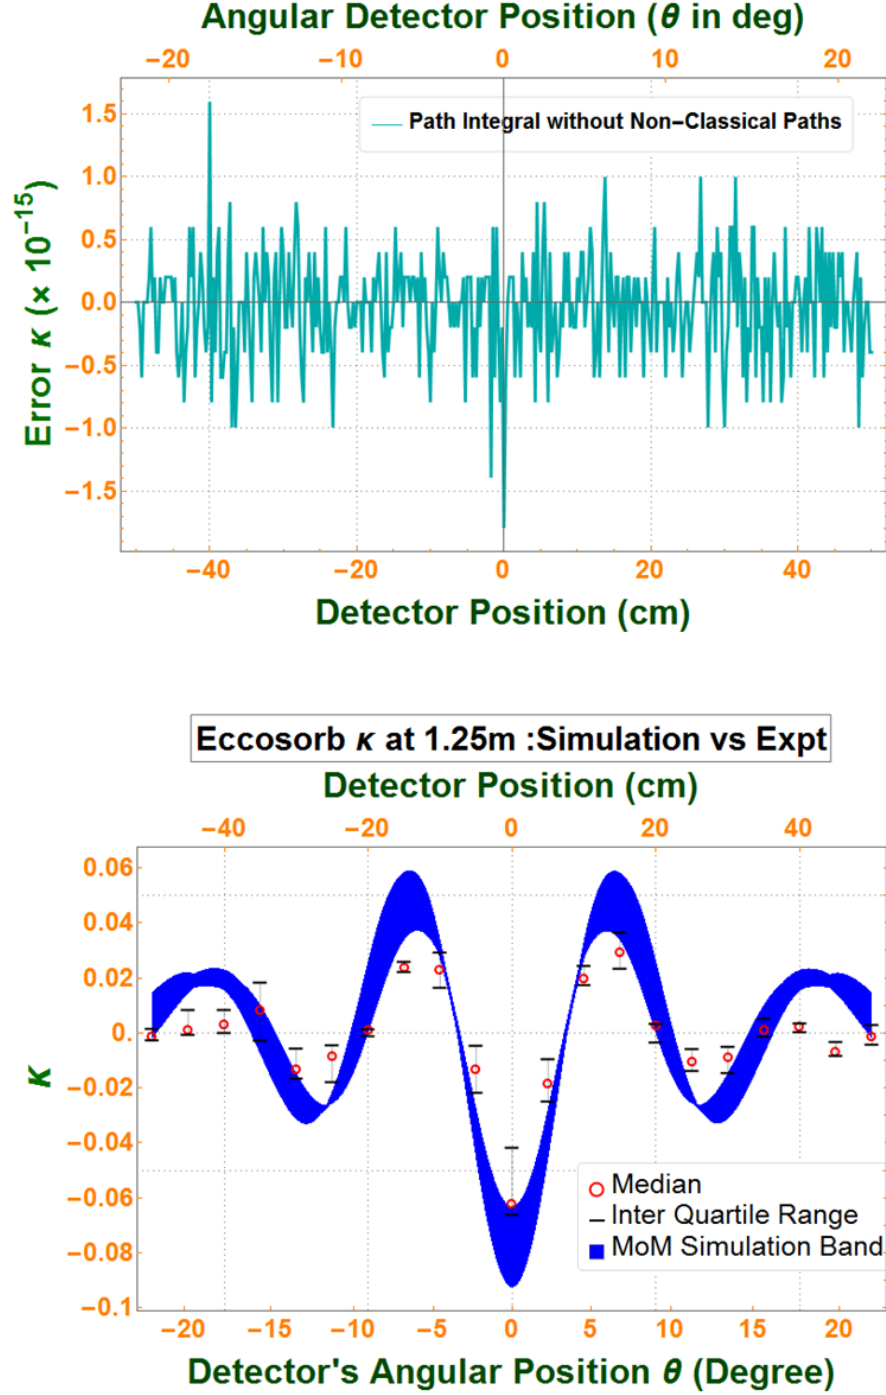 Angular Detector Position (θ in deg)
−20 −10 0 10 20
Path Integral without Non−Classical Paths
Error κ (× 10⁻¹⁵)
1.5
1.0
0.5
0.0
−0.5
−1.0
−1.5
−40 −20 0 20 40
Detector Position (cm)
Eccosorb κ at 1.25m :Simulation vs Expt
Detector Position (cm)
−40 −20 0 20 40
κ
0.06
0.04
0.02
0.
−0.02
−0.04
−0.06
−0.08
−0.1
Median
Inter Quartile Range
MoM Simulation Band
−20 −15 −10 −5 0 5 10 15 20
Detector's Angular Position θ (Degree)